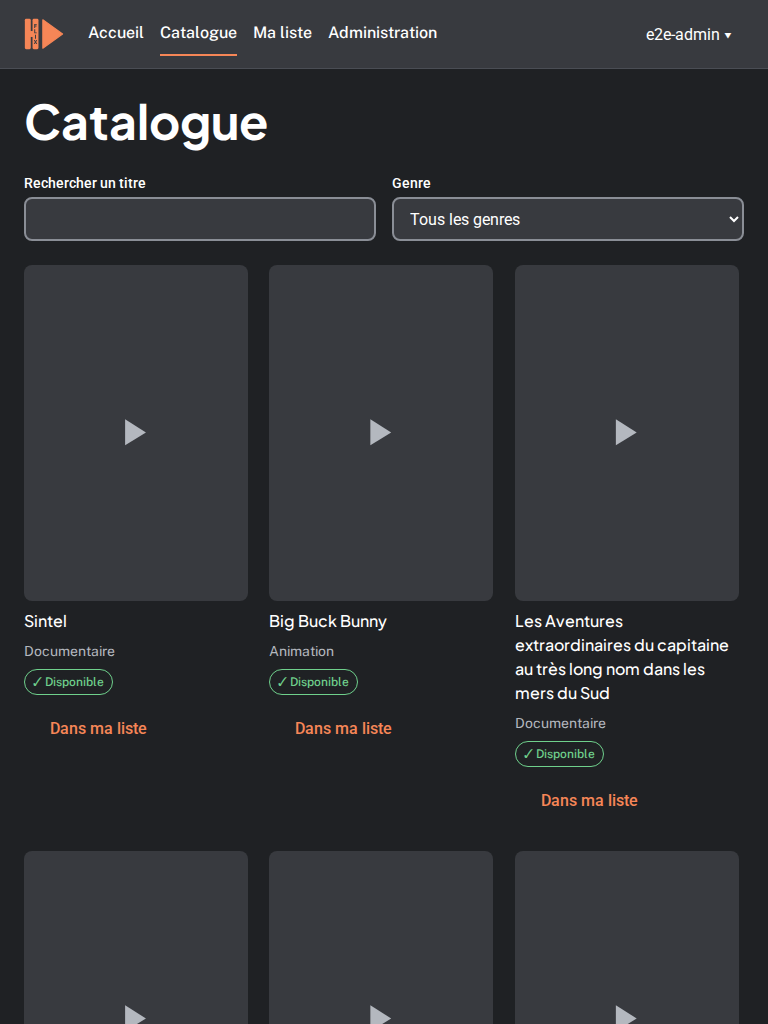 H FLIX
Accueil Catalogue Ma liste Administration e2e-admin
Catalogue
Rechercher un titre Genre
Tous les genres
Sintel
Documentaire
✓ Disponible
Dans ma liste
Big Buck Bunny
Animation
✓ Disponible
Dans ma liste
Les Aventures
extraordinaires du capitaine
au très long nom dans les
mers du Sud
Documentaire
✓ Disponible
Dans ma liste